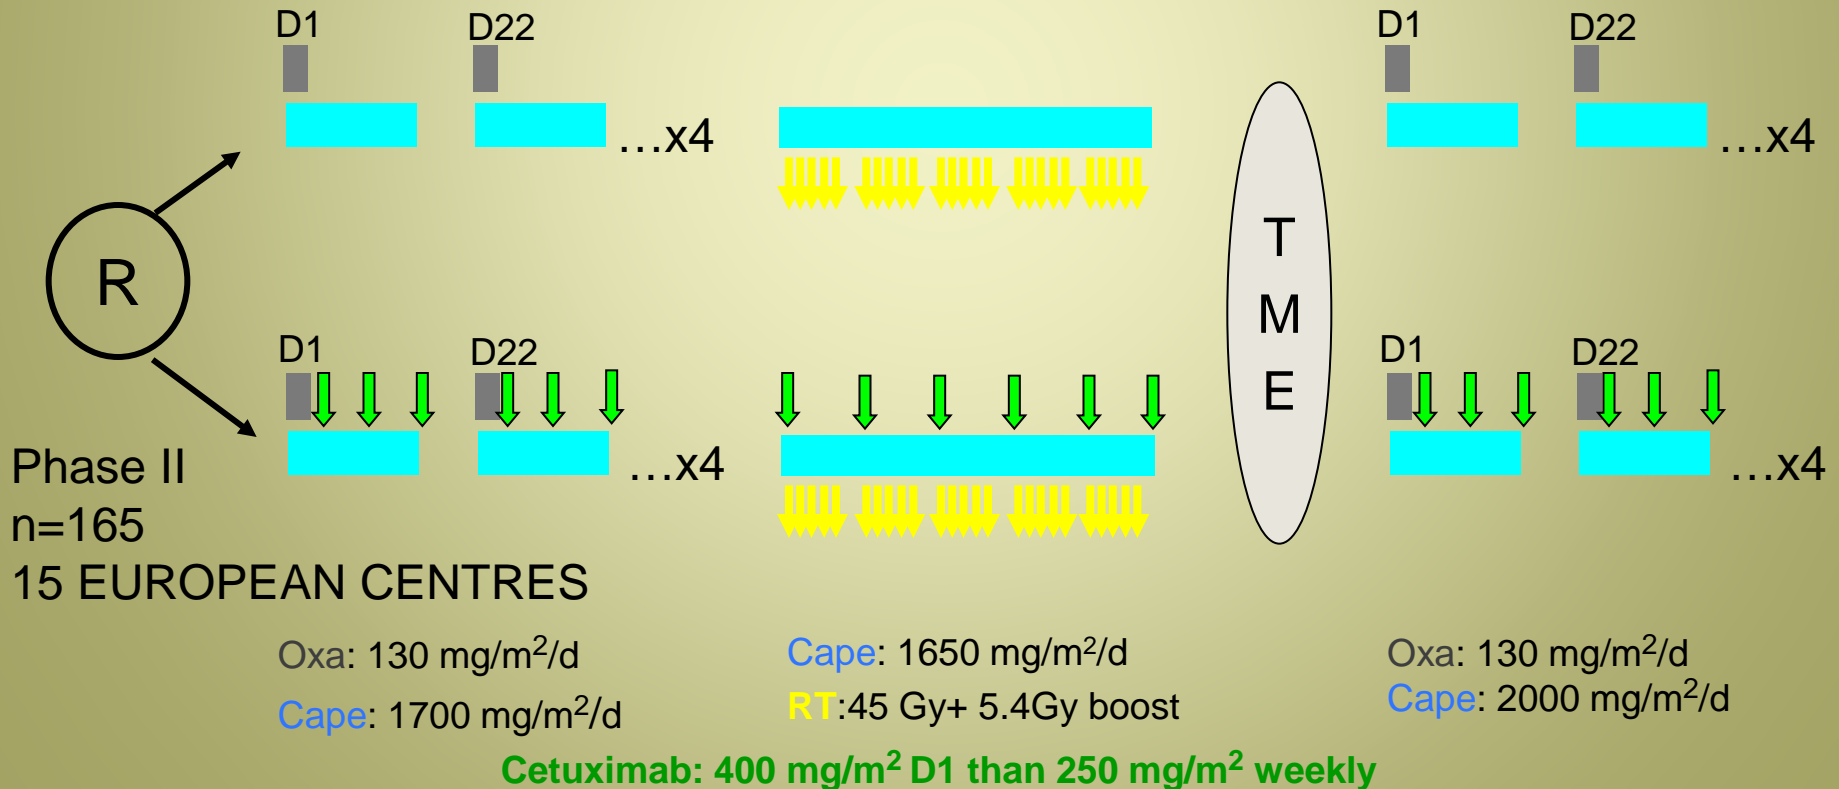 D1 D22 D1 D22
…x4 …x4
R
T
M
E
D1 D22 D1 D22
…x4 …x4
Phase II
n=165
15 EUROPEAN CENTRES
Oxa: 130 mg/m²/d
Cape: 1700 mg/m²/d
Cape: 1650 mg/m²/d
RT:45 Gy+ 5.4Gy boost
Oxa: 130 mg/m²/d
Cape: 2000 mg/m²/d
Cetuximab: 400 mg/m² D1 than 250 mg/m² weekly